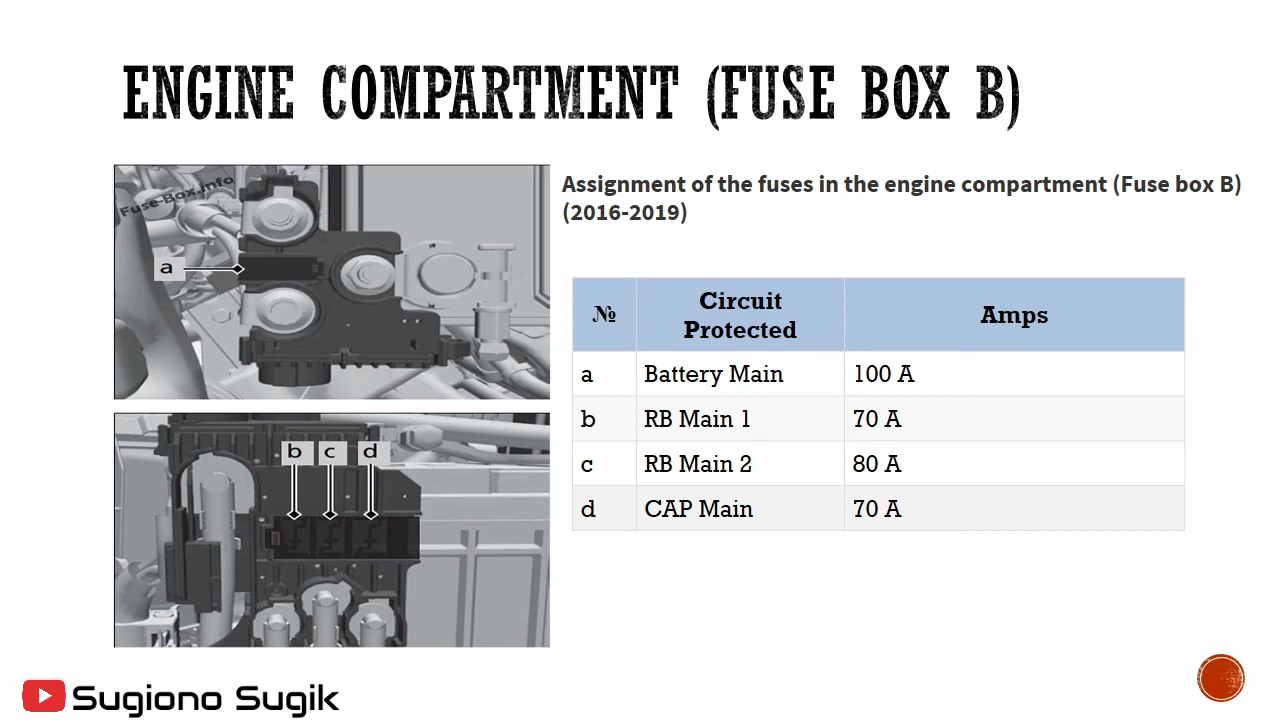 ENGINE COMPARTMENT (FUSE BOX B)
Fuse-Box.info
a
b c d
Assignment of the fuses in the engine compartment (Fuse box B)
(2016-2019)
№ Circuit Protected Amps
a Battery Main 100 A
b RB Main 1 70 A
c RB Main 2 80 A
d CAP Main 70 A
Sugiono Sugik